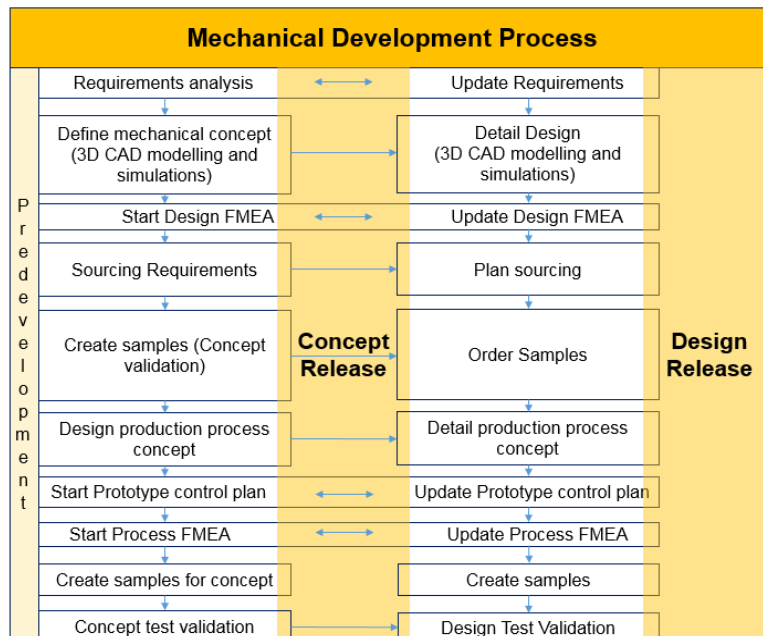 Mechanical Development Process
Predevelopment
Requirements analysis
Update Requirements
Define mechanical concept
(3D CAD modelling and
simulations)
Detail Design
(3D CAD modelling and
simulations)
Start Design FMEA
Update Design FMEA
Sourcing Requirements
Plan sourcing
Create samples (Concept
validation)
Concept
Release
Order Samples
Design
Release
Design production process
concept
Detail production process
concept
Start Prototype control plan
Update Prototype control plan
Start Process FMEA
Update Process FMEA
Create samples for concept
Create samples
Concept test validation
Design Test Validation